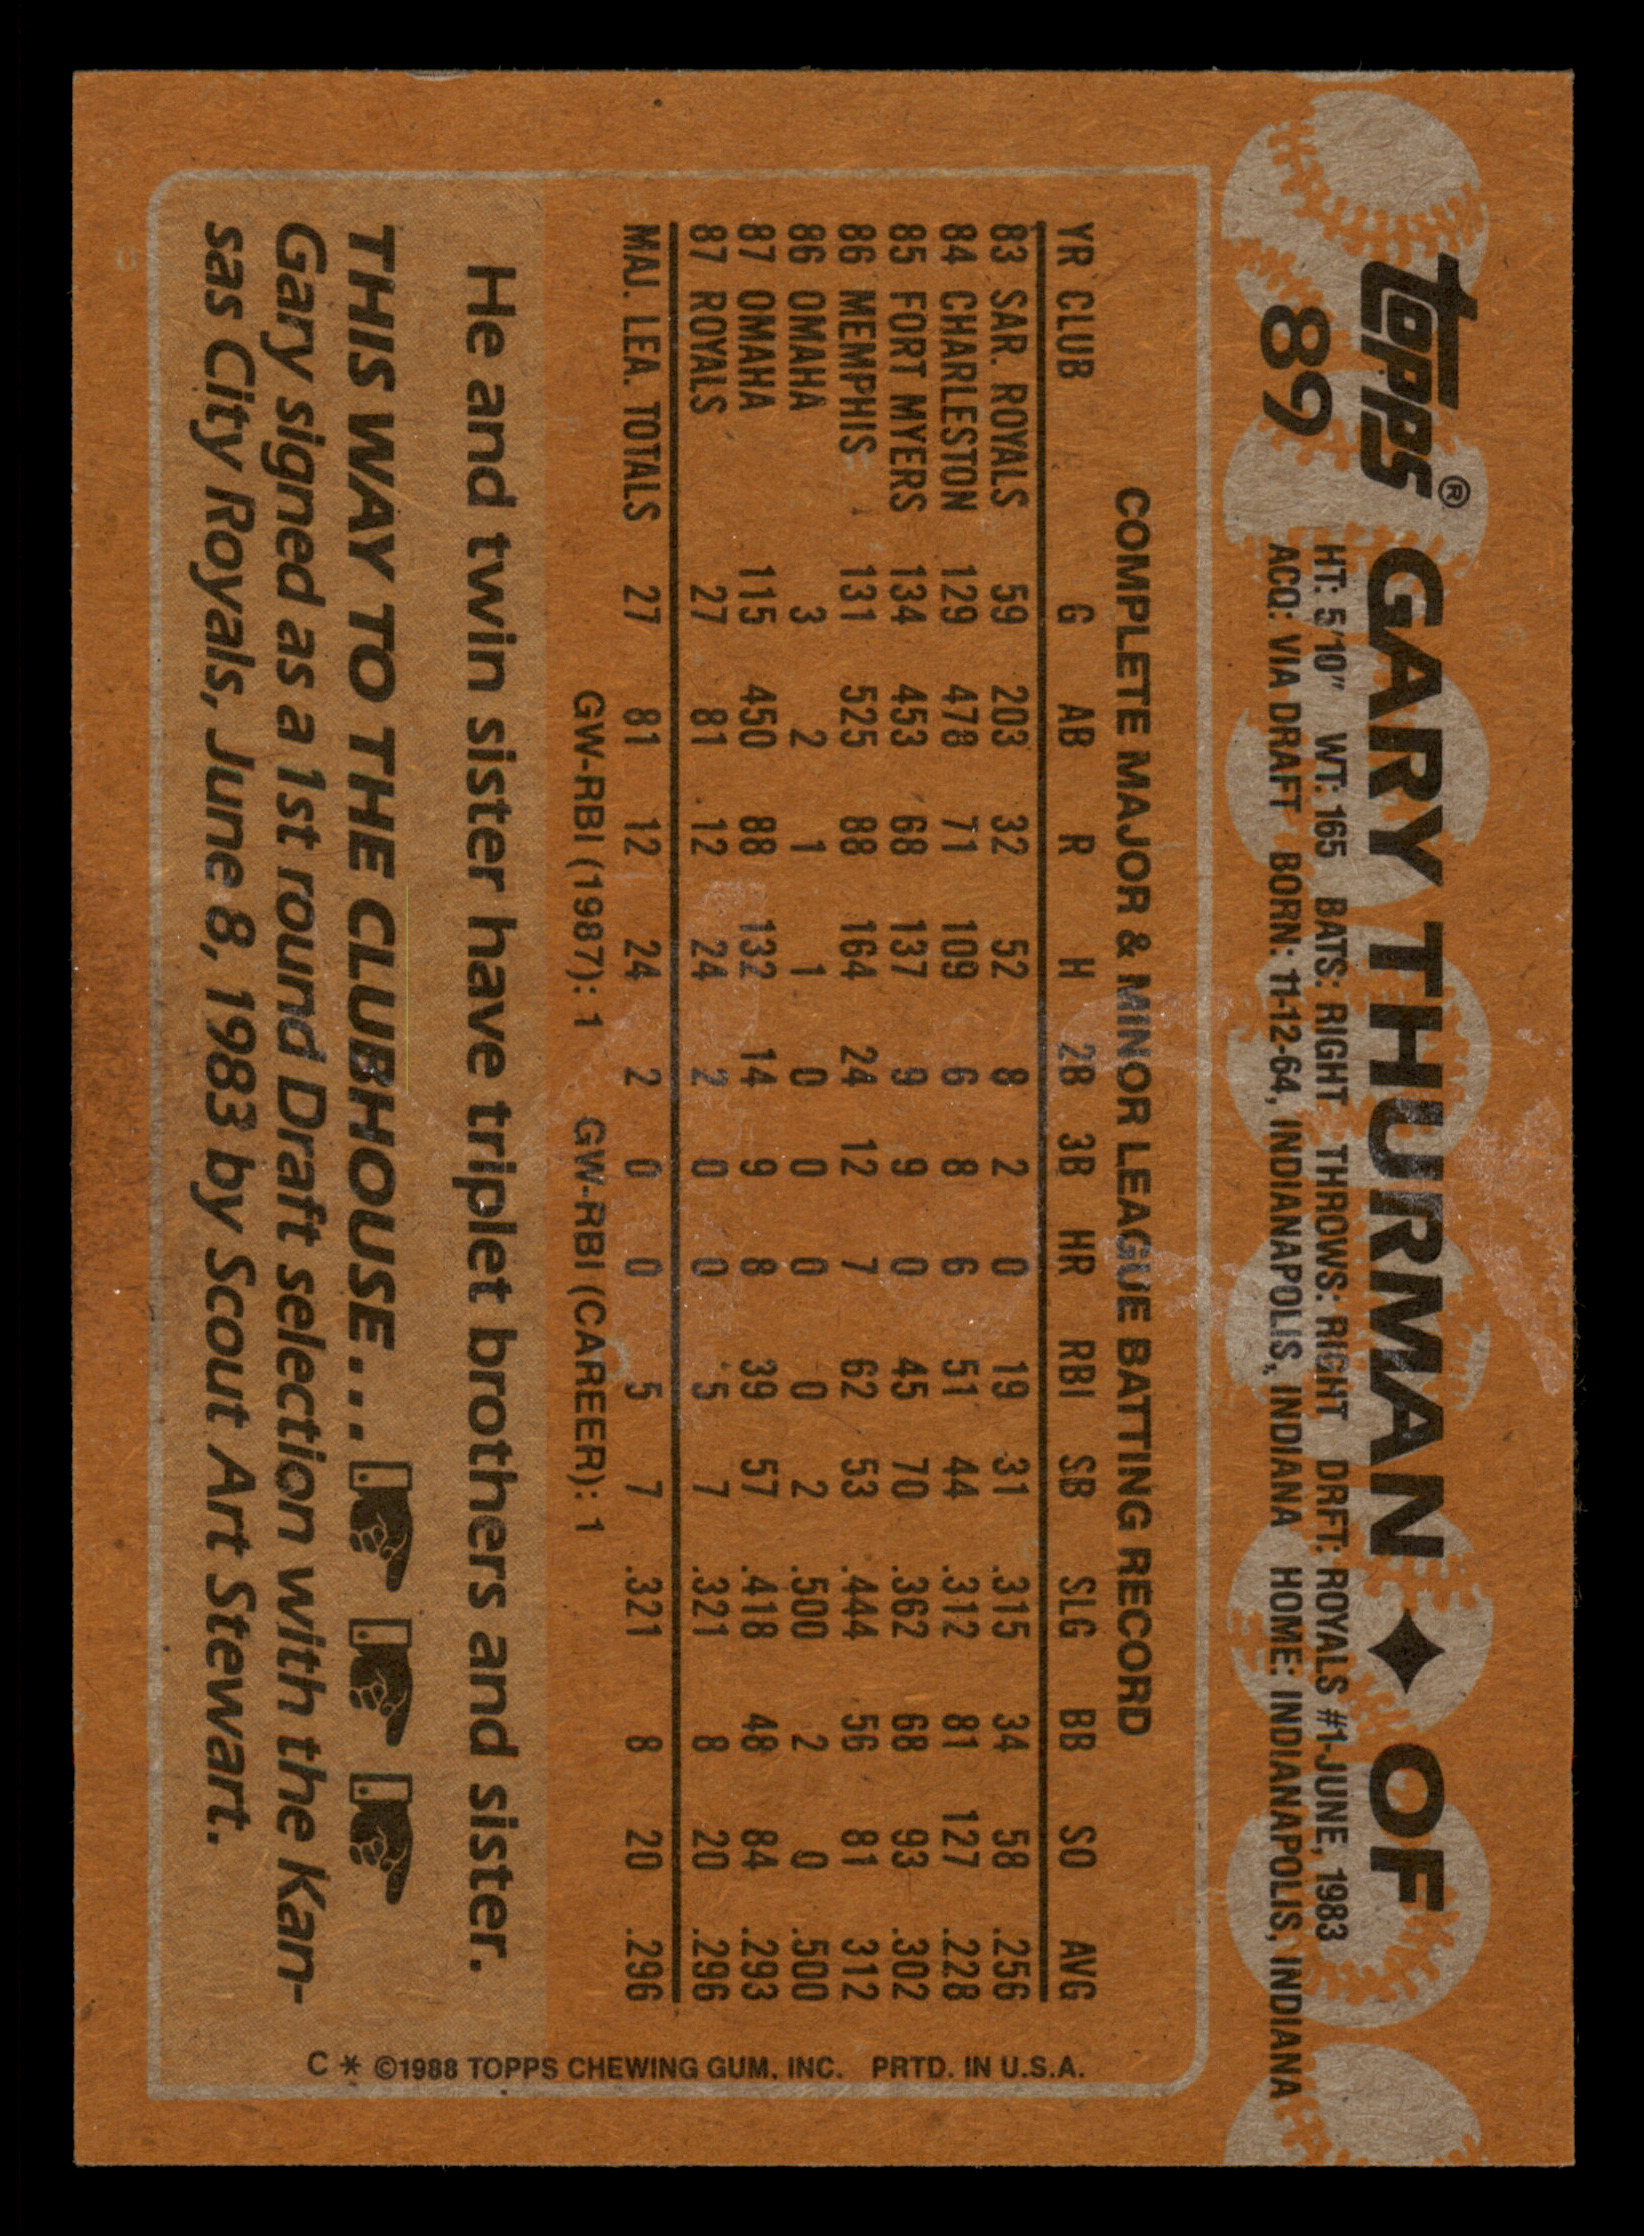 topps® GARY THURMAN ✦ OF
89 HT: 5'10" WT: 165 BATS: RIGHT THROWS: RIGHT DRFT: ROYALS #1-JUNE, 1983
ACQ: VIA DRAFT BORN: 11-12-64, INDIANAPOLIS, INDIANA HOME: INDIANAPOLIS, INDIANA
COMPLETE MAJOR & MINOR LEAGUE BATTING RECORD
YR CLUB G AB R H 2B 3B HR RBI SB SLG BB SO AVG
83 SAR. ROYALS 59 203 32 52 8 2 0 19 31 .315 34 58 .256
84 CHARLESTON 129 478 71 109 6 8 6 51 44 .312 81 127 .228
85 FORT MYERS 134 453 68 137 9 9 0 45 70 .362 68 93 .302
86 MEMPHIS 131 525 88 164 24 12 7 62 53 .444 56 81 312
86 OMAHA 3 2 1 1 0 0 0 0 2 .500 2 0 .500
87 OMAHA 115 450 88 132 14 9 8 39 57 .418 48 84 .293
87 ROYALS 27 81 12 24 2 0 0 5 7 .321 8 20 .296
MAJ. LEA. TOTALS 27 81 12 24 2 0 0 5 7 .321 8 20 .296
GW-RBI (1987): 1 GW-RBI (CAREER): 1
He and twin sister have triplet brothers and sister.
THIS WAY TO THE CLUBHOUSE...
Gary signed as a 1st round Draft selection with the Kan-
sas City Royals, June 8, 1983 by Scout Art Stewart.
C * ©1988 TOPPS CHEWING GUM, INC. PRTD. IN U.S.A.